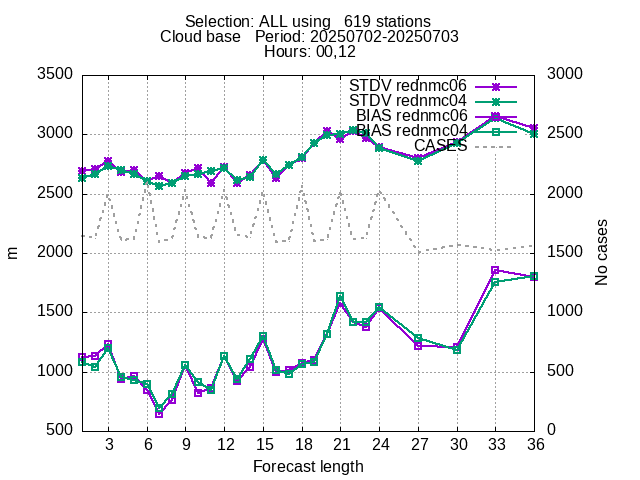 Selection: ALL using   619 stations
Cloud base   Period: 20250702-20250703
Hours: 00,12
3500
3000
2500
2000
1500
1000
500
m
3000
2500
2000
1500
1000
500
0
No cases
STDV rednmc06
STDV rednmc04
BIAS rednmc06
BIAS rednmc04
CASES
3 6 9 12 15 18 21 24 27 30 33 36
Forecast length